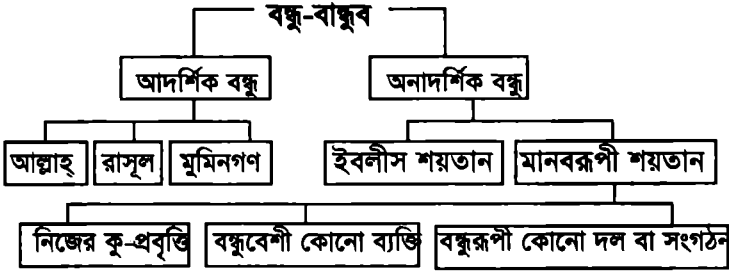 বন্ধু-বান্ধব
আদর্শিক বন্ধু অনাদর্শিক বন্ধু
আল্লাহ্ রাসূল মুমিনগণ ইবলীস শয়তান মানবরূপী শয়তান
নিজের কু-প্রবৃত্তি বন্ধুবেশী কোনো ব্যক্তি বন্ধুরূপী কোনো দল বা সংগঠন